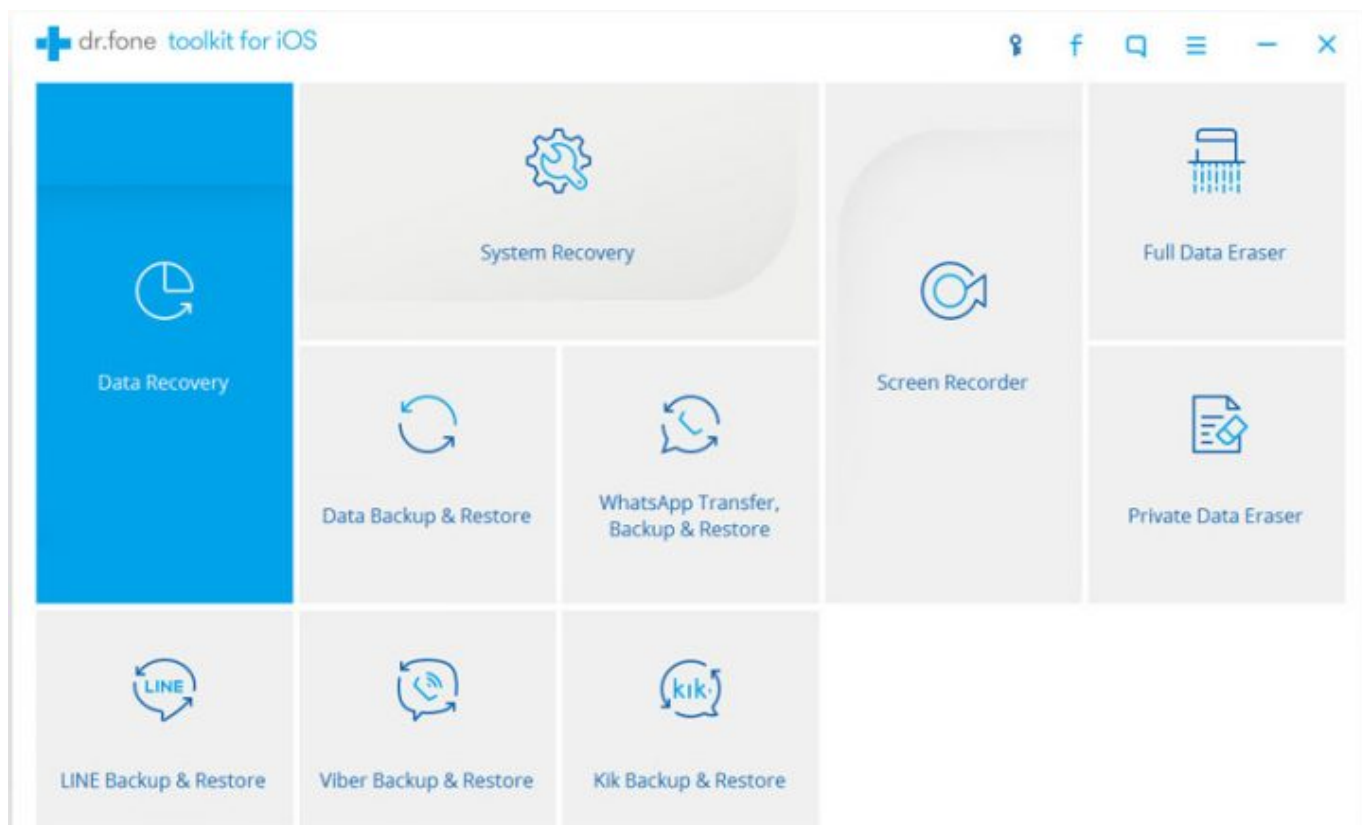 dr.fone toolkit for iOS
f
System Recovery
Full Data Eraser
Data Recovery
Screen Recorder
Data Backup & Restore
WhatsApp Transfer,
Backup & Restore
Private Data Eraser
LINE
kik
LINE Backup & Restore
Viber Backup & Restore
Kik Backup & Restore